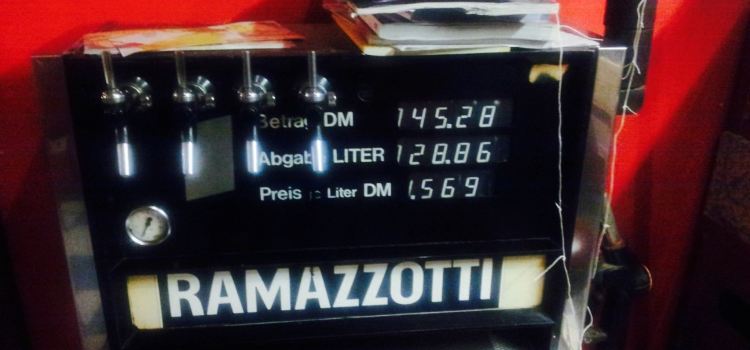 Betrag DM 145.28
Abgabe LITER 128.86
Preis je Liter DM 1.569
RAMAZZOTTI